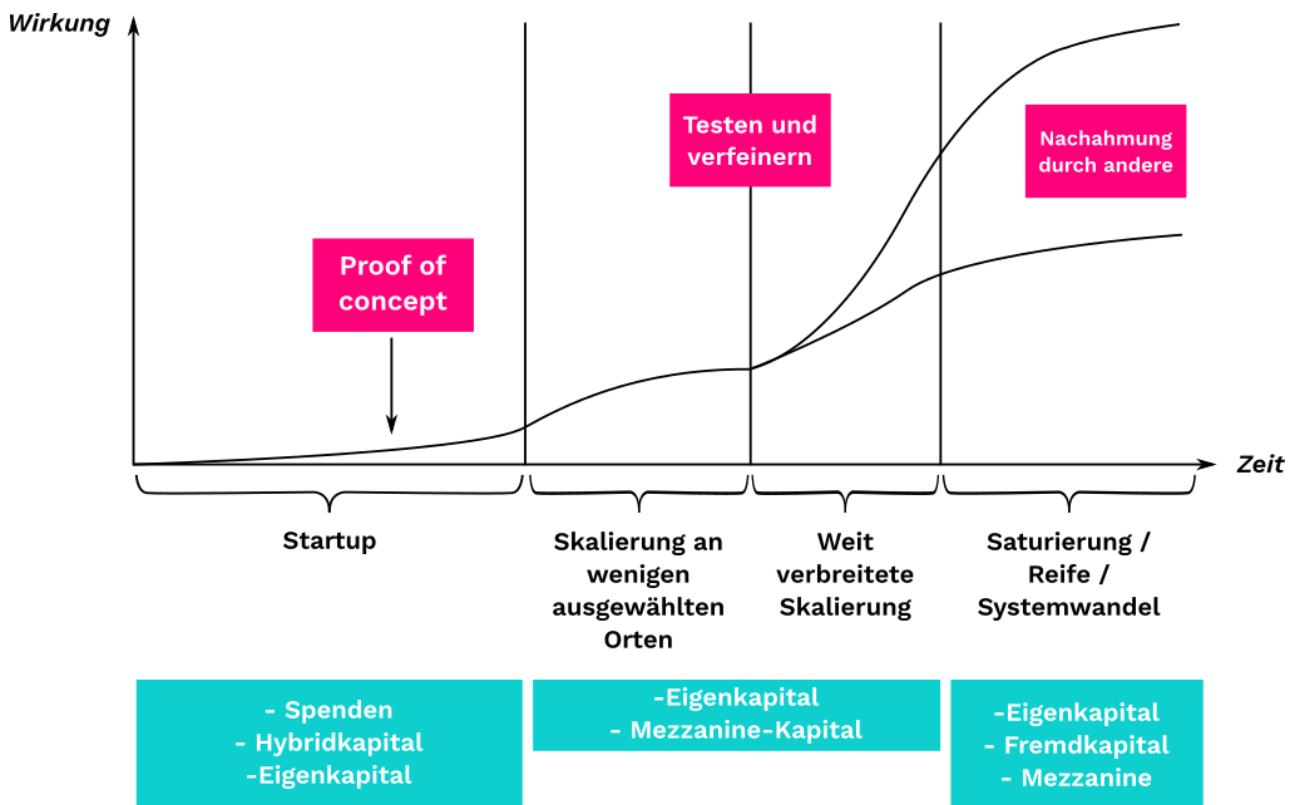 Wirkung
Testen und
verfeinern
Nachahmung
durch andere
Proof of
concept
Zeit
Startup
Skalierung an
wenigen
ausgewählten
Orten
Weit
verbreitete
Skalierung
Saturierung /
Reife /
Systemwandel
- Spenden
- Hybridkapital
-Eigenkapital
-Eigenkapital
- Mezzanine-Kapital
-Eigenkapital
- Fremdkapital
- Mezzanine